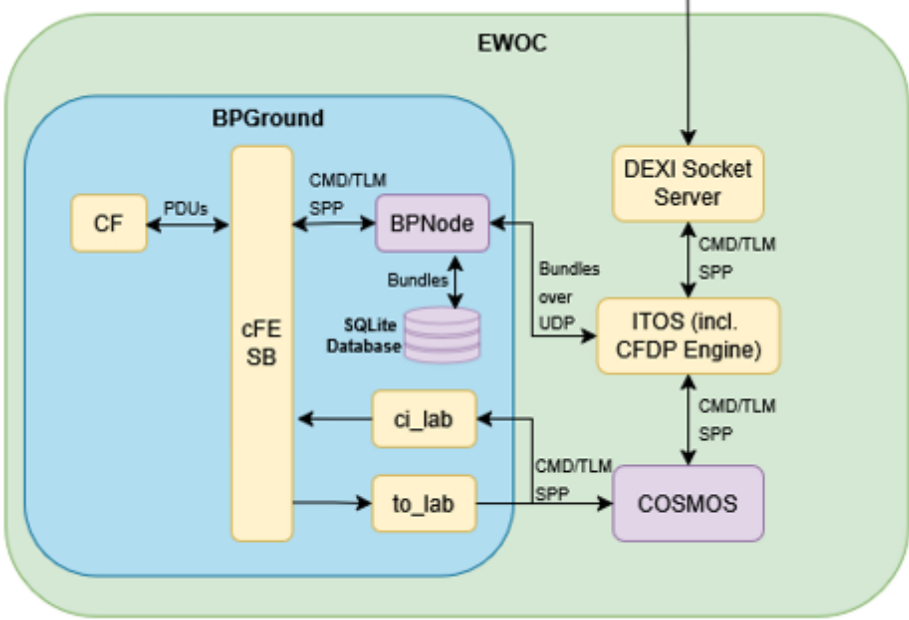 EWOC
BPGround
CF
PDUs
cFE
SB
CMD/TLM
SPP
BPNode
Bundles
SQLite
Database
Bundles
over
UDP
ci_lab
to_lab
CMD/TLM
SPP
DEXI Socket
Server
CMD/TLM
SPP
ITOS (incl.
CFDP Engine)
CMD/TLM
SPP
COSMOS